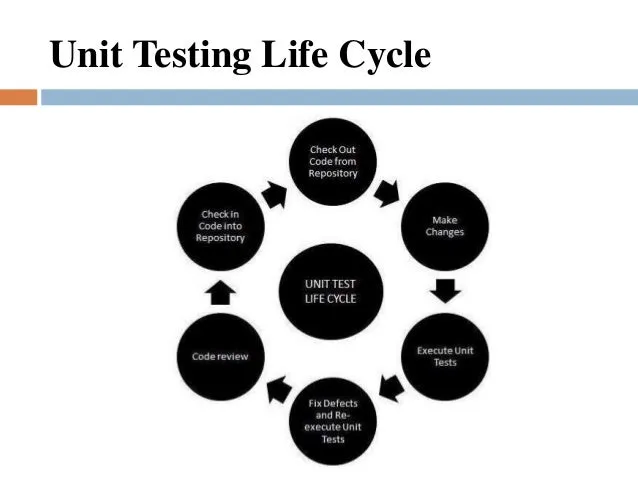 Unit Testing Life Cycle
Check Out
Code from
Repository
Make
Changes
Execute Unit
Tests
Fix Defects
and Re-
execute Unit
Tests
Code review
Check in
Code into
Repository
UNIT TEST
LIFE CYCLE